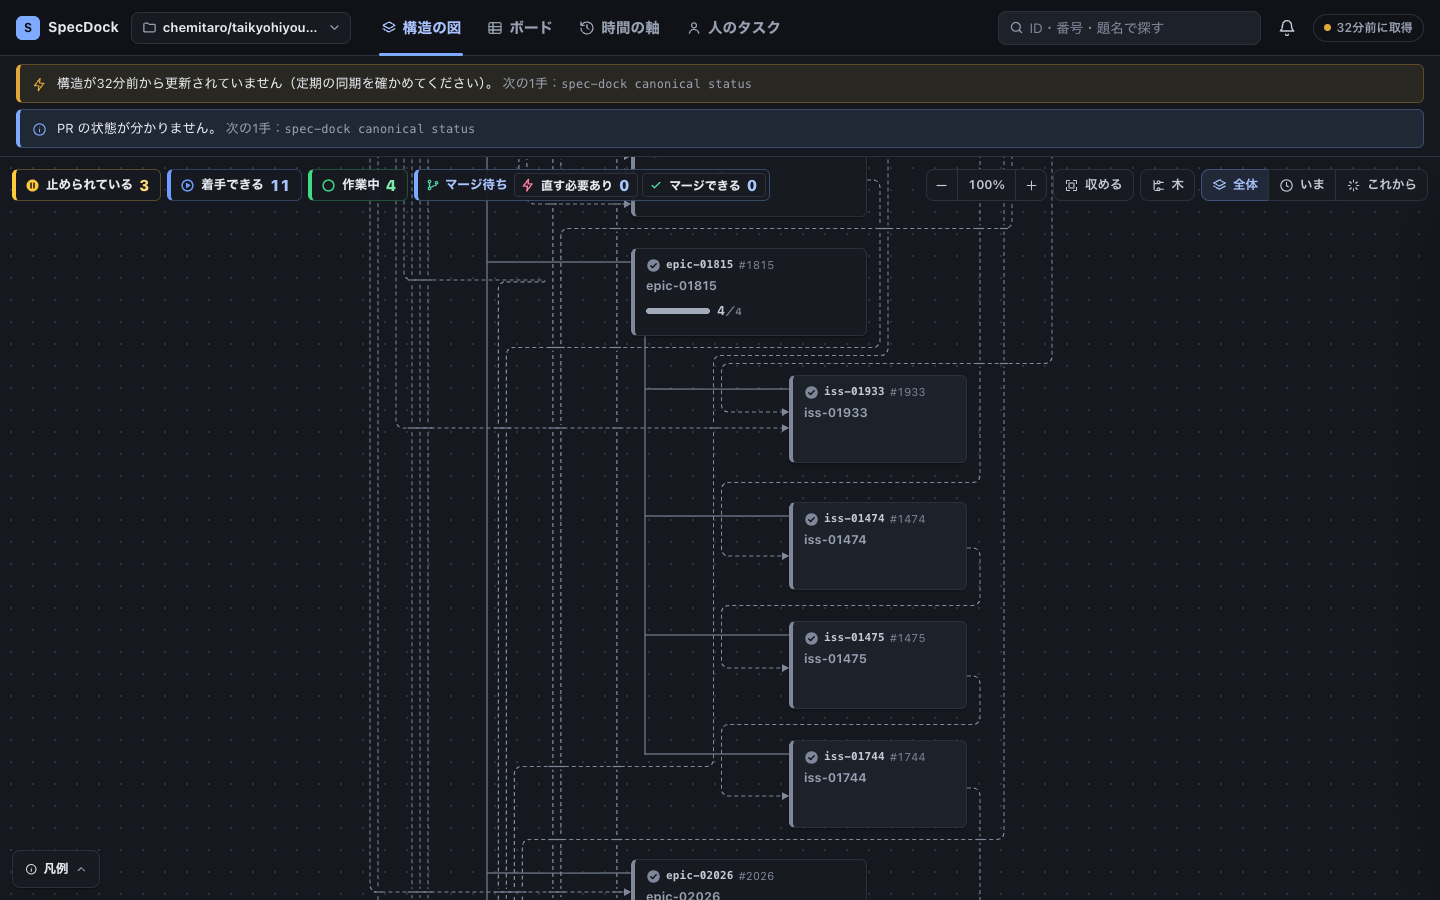 S SpecDock chemitaro/taikyohiyou... 構造の図 ボード 時間の軸 人のタスク ID・番号・題名で探す 32分前に取得
構造が32分前から更新されていません（定期の同期を確かめてください）。 次の1手：spec-dock canonical status
PR の状態が分かりません。 次の1手：spec-dock canonical status
止められている 3 着手できる 11 作業中 4 マージ待ち 直す必要あり 0 マージできる 0 100% 収める 木 全体 いま これから
epic-01815 #1815
epic-01815
4/4
iss-01933 #1933
iss-01933
iss-01474 #1474
iss-01474
iss-01475 #1475
iss-01475
iss-01744 #1744
iss-01744
凡例
epic-02026 #2026
epic-02026